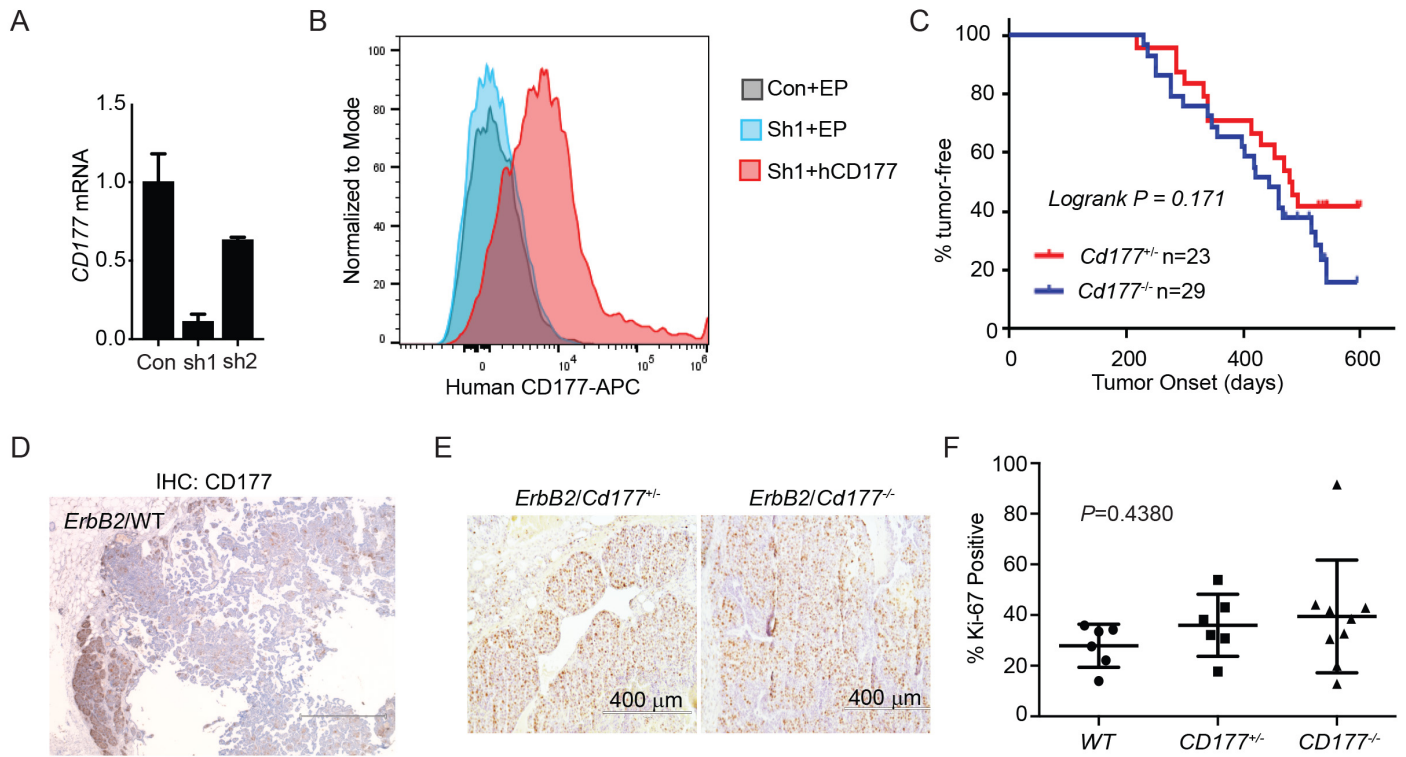 A
1.5
1.0
0.5
0.0
CD177 mRNA
Con sh1 sh2
B
100
80
60
40
20
0
Normalized to Mode
0 10^4 10^5 10^6
Human CD177-APC
Con+EP
Sh1+EP
Sh1+hCD177
C
100
80
60
40
20
0
% tumor-free
Logrank P = 0.171
Cd177+/- n=23
Cd177-/- n=29
0 200 400 600
Tumor Onset (days)
D
IHC: CD177
ErbB2/WT
E
ErbB2/Cd177+/-
ErbB2/Cd177-/-
400 μm
400 μm
F
100
80
60
40
20
0
% Ki-67 Positive
P=0.4380
WT CD177+/- CD177-/-